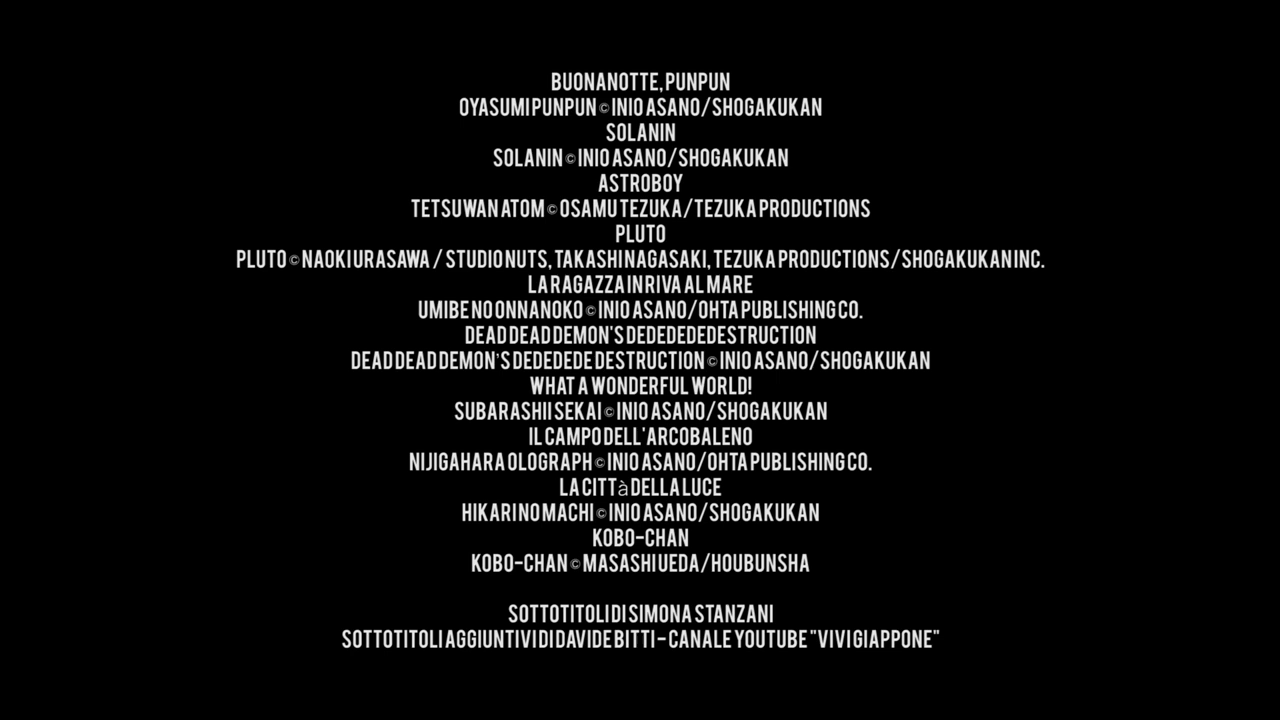 BUONANOTTE, PUNPUN
OYASUMI PUNPUN © INIO ASANO/SHOGAKUKAN
SOLANIN
SOLANIN © INIO ASANO/SHOGAKUKAN
ASTROBOY
TETSUWAN ATOM © OSAMU TEZUKA/TEZUKA PRODUCTIONS
PLUTO
PLUTO © NAOKI URASAWA / STUDIO NUTS, TAKASHI NAGASAKI, TEZUKA PRODUCTIONS/SHOGAKUKAN INC.
LA RAGAZZA IN RIVA AL MARE
UMIBE NO ONNANOKO © INIO ASANO/OHTA PUBLISHING CO.
DEAD DEAD DEMON'S DEDEDEDEDESTRUCTION
DEAD DEAD DEMON’S DEDEDEDE DESTRUCTION © INIO ASANO/SHOGAKUKAN
WHAT A WONDERFUL WORLD!
SUBARASHII SEKAI © INIO ASANO/SHOGAKUKAN
IL CAMPO DELL'ARCOBALENO
NIJIGAHARA OLOGRAPH © INIO ASANO/OHTA PUBLISHING CO.
LA CITTà DELLA LUCE
HIKARI NO MACHI © INIO ASANO/SHOGAKUKAN
KOBO-CHAN
KOBO-CHAN © MASASHI UEDA/HOUBUNSHA
SOTTOTITOLI DI SIMONA STANZANI
SOTTOTITOLI AGGIUNTIVI DI DAVIDE BITTI - CANALE YOUTUBE "VIVI GIAPPONE"